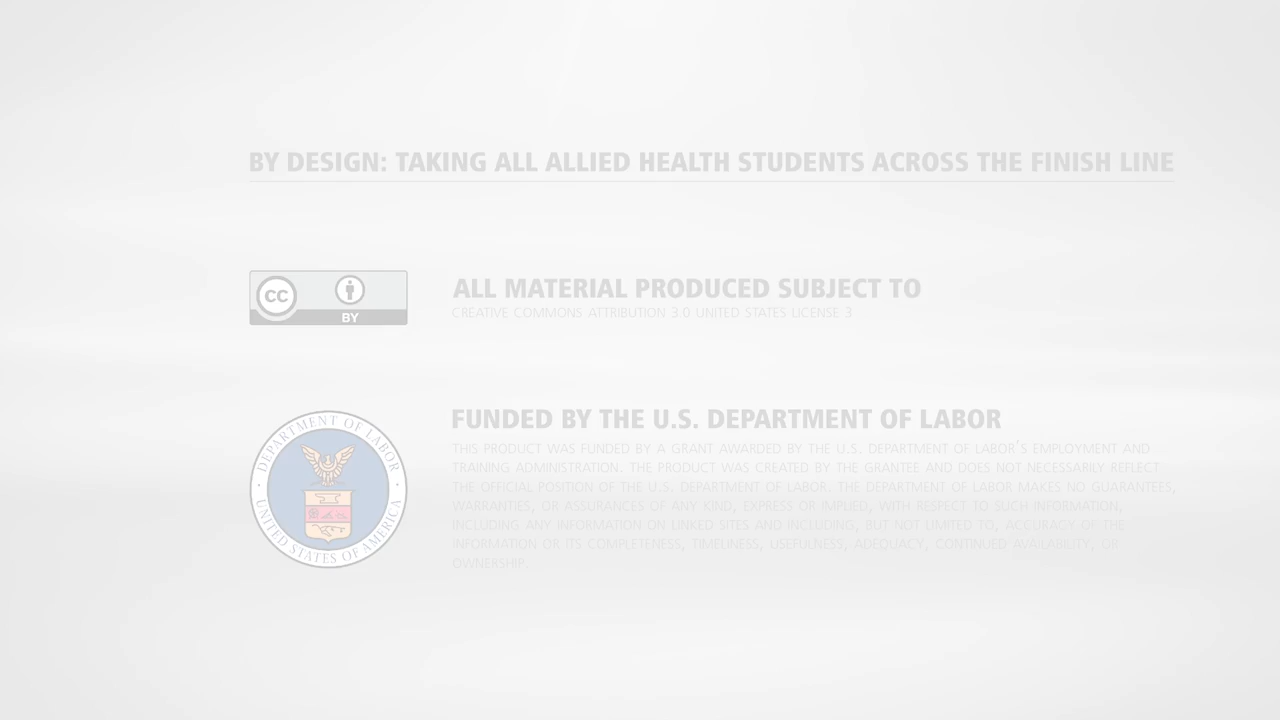 BY DESIGN: TAKING ALL ALLIED HEALTH STUDENTS ACROSS THE FINISH LINE
CC
BY
ALL MATERIAL PRODUCED SUBJECT TO
CREATIVE COMMONS ATTRIBUTION 3.0 UNITED STATES LICENSE 3
DEPARTMENT OF LABOR
UNITED STATES OF AMERICA
FUNDED BY THE U.S. DEPARTMENT OF LABOR
THIS PRODUCT WAS FUNDED BY A GRANT AWARDED BY THE U.S. DEPARTMENT OF LABOR'S EMPLOYMENT AND
TRAINING ADMINISTRATION. THE PRODUCT WAS CREATED BY THE GRANTEE AND DOES NOT NECESSARILY REFLECT
THE OFFICIAL POSITION OF THE U.S. DEPARTMENT OF LABOR. THE DEPARTMENT OF LABOR MAKES NO GUARANTEES,
WARRANTIES, OR ASSURANCES OF ANY KIND, EXPRESS OR IMPLIED, WITH RESPECT TO SUCH INFORMATION,
INCLUDING ANY INFORMATION ON LINKED SITES AND INCLUDING, BUT NOT LIMITED TO, ACCURACY OF THE
INFORMATION OR ITS COMPLETENESS, TIMELINESS, USEFULNESS, ADEQUACY, CONTINUED AVAILABILITY, OR
OWNERSHIP.